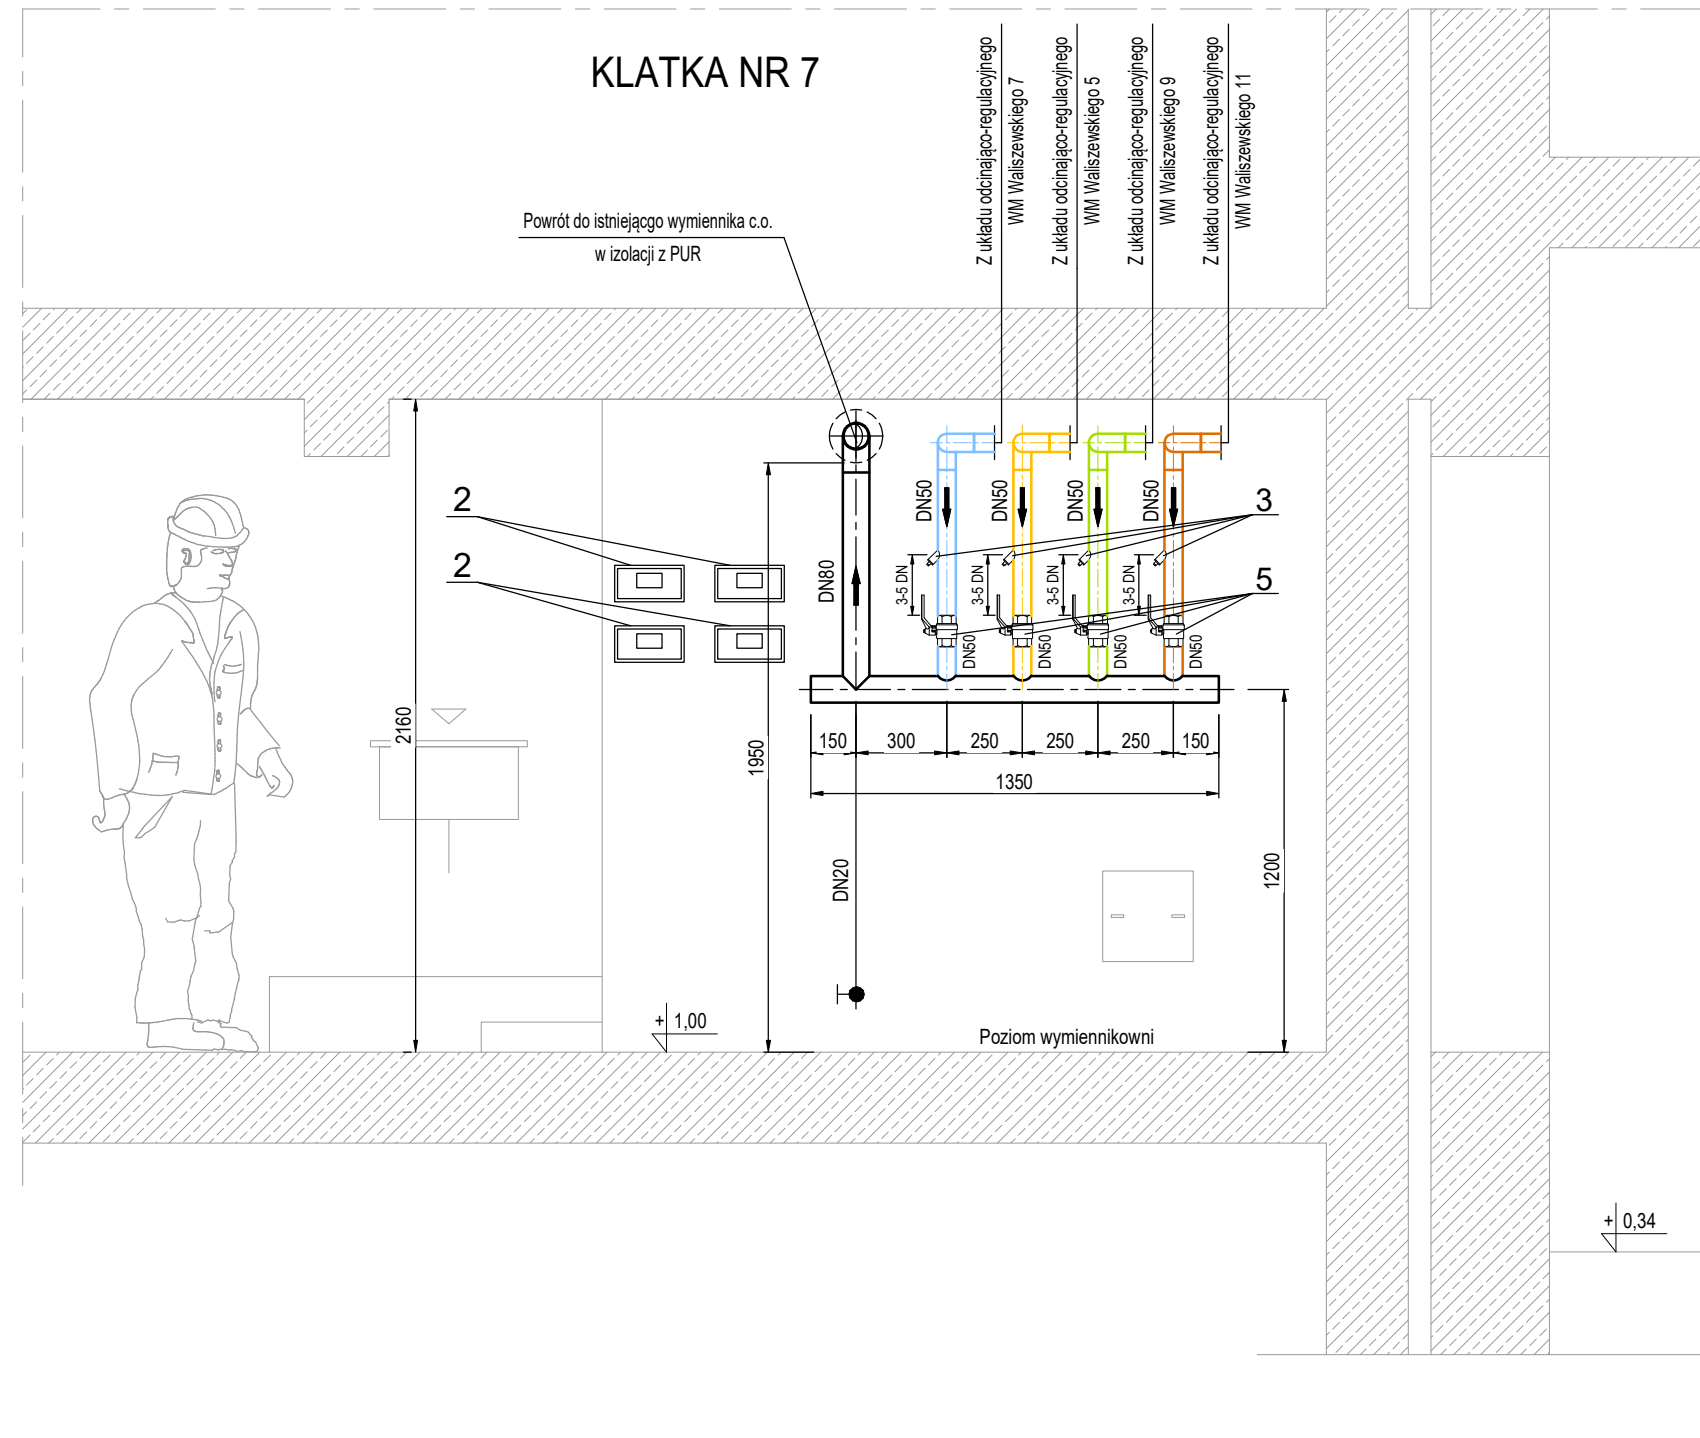 KLATKA NR 7
Z układu odcinająco-regulacyjnego
WM Waliszewskiego 7
Z układu odcinająco-regulacyjnego
WM Waliszewskiego 5
Z układu odcinająco-regulacyjnego
WM Waliszewskiego 9
Z układu odcinająco-regulacyjnego
WM Waliszewskiego 11
Powrót do istniejącgo wymiennika c.o.
w izolacji z PUR
2
2
3
5
DN50
DN50
DN50
DN50
DN80
3-5 DN
3-5 DN
3-5 DN
3-5 DN
DN50
DN50
DN50
DN50
2160
1950
150
300
250
250
250
150
1350
1200
DN20
+ 1,00
Poziom wymiennikowni
+ 0,34